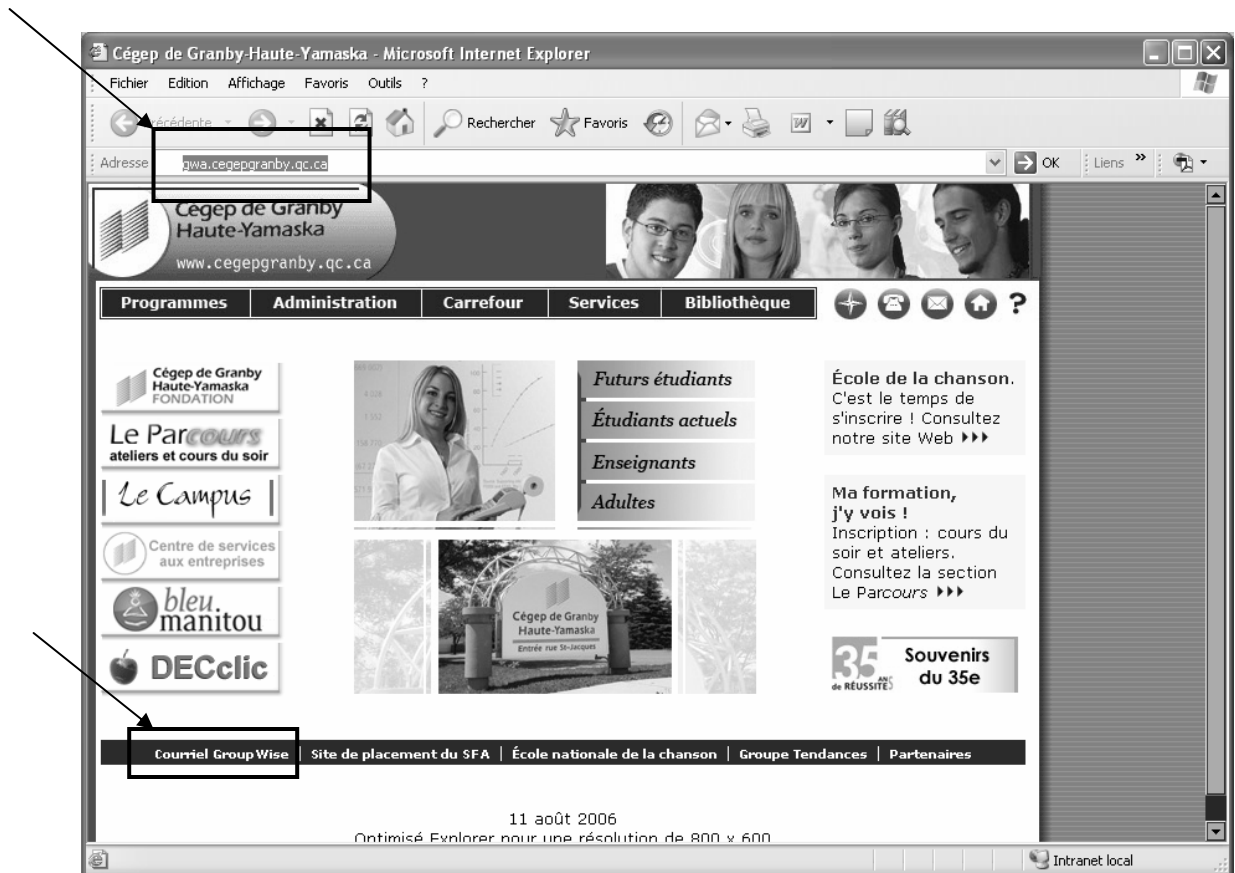 Cégep de Granby-Haute-Yamaska - Microsoft Internet Explorer
Fichier Edition Affichage Favoris Outils ?
Précédente Rechercher Favoris
Adresse gwa.cegepgranby.qc.ca OK Liens »
Cégep de Granby
Haute-Yamaska
www.cegepgranby.qc.ca
Programmes Administration Carrefour Services Bibliothèque ?
Cégep de Granby
Haute-Yamaska
FONDATION
Le Parcours
ateliers et cours du soir
Le Campus
Centre de services
aux entreprises
bleu.
manitou
DECclic
Futurs étudiants
Étudiants actuels
Enseignants
Adultes
Cégep de Granby
Haute-Yamaska
Entrée rue St-Jacques
École de la chanson.
C'est le temps de
s'inscrire ! Consultez
notre site Web
Ma formation,
j'y vois !
Inscription : cours du
soir et ateliers.
Consultez la section
Le Parcours
35 ANS
de RÉUSSITE
Souvenirs
du 35e
Courriel GroupWise | Site de placement du SFA | École nationale de la chanson | Groupe Tendances | Partenaires
11 août 2006
Optimisé Explorer pour une résolution de 800 x 600
Intranet local